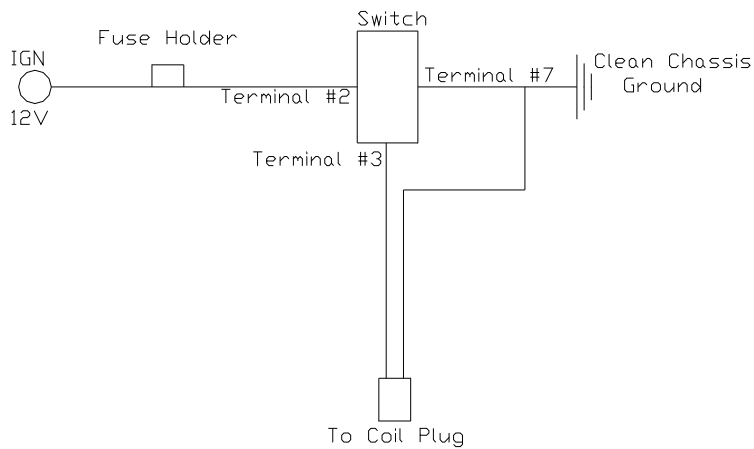 Switch
Fuse Holder
IGN
12V
Terminal #2
Terminal #7
Clean Chassis
Ground
Terminal #3
To Coil Plug